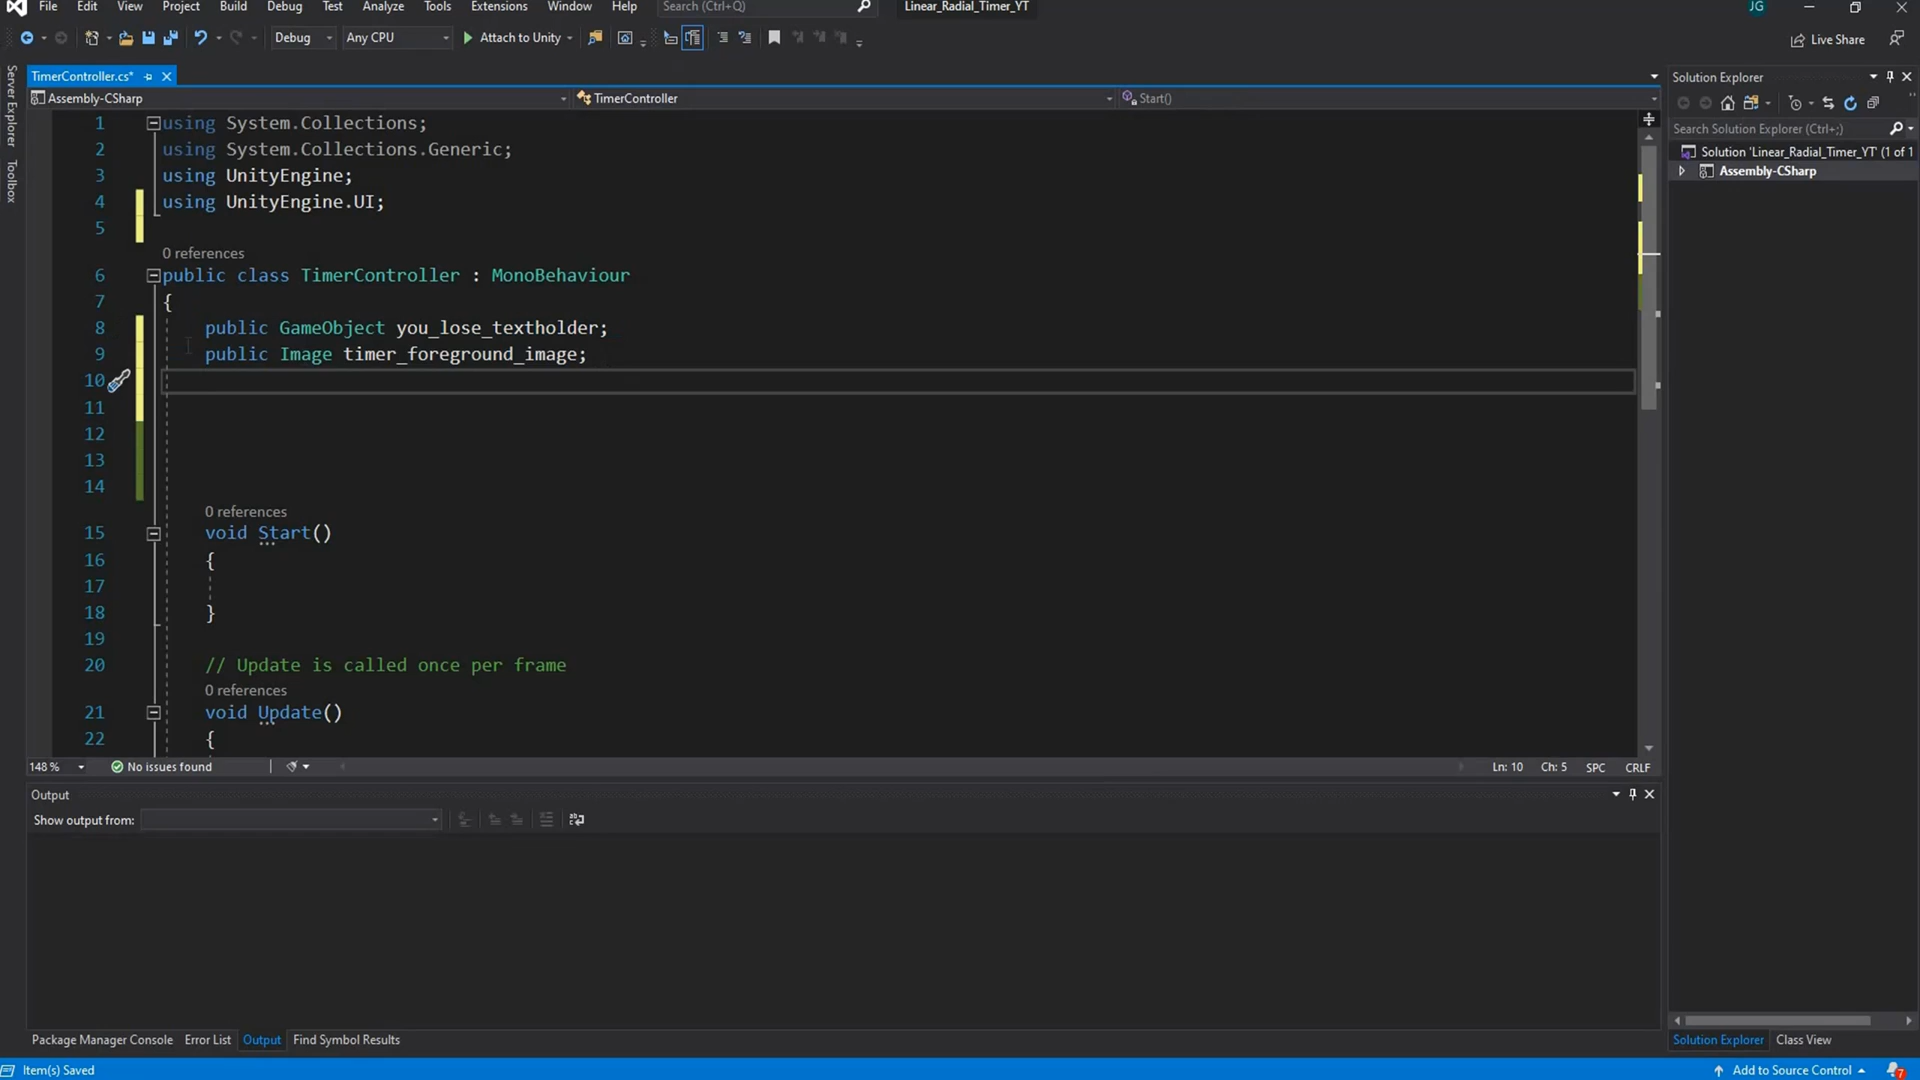 File Edit View Project Build Debug Test Analyze Tools Extensions Window Help Search (Ctrl+Q) Linear_Radial_Timer_YT JG
Debug Any CPU Attach to Unity Live Share
Server Explorer
Toolbox
TimerController.cs*
Assembly-CSharp TimerController Start()
1 using System.Collections;
2 using System.Collections.Generic;
3 using UnityEngine;
4 using UnityEngine.UI;
5
0 references
6 public class TimerController : MonoBehaviour
7 {
8 public GameObject you_lose_textholder;
9 public Image timer_foreground_image;
10
11
12
13
14
0 references
15 void Start()
16 {
17
18 }
19
20 // Update is called once per frame
0 references
21 void Update()
22 {
148 % No issues found Ln: 10 Ch: 5 SPC CRLF
Output
Show output from:
Package Manager Console Error List Output Find Symbol Results
Solution Explorer
Search Solution Explorer (Ctrl+;)
Solution 'Linear_Radial_Timer_YT' (1 of 1
Assembly-CSharp
Solution Explorer Class View
Item(s) Saved Add to Source Control 7